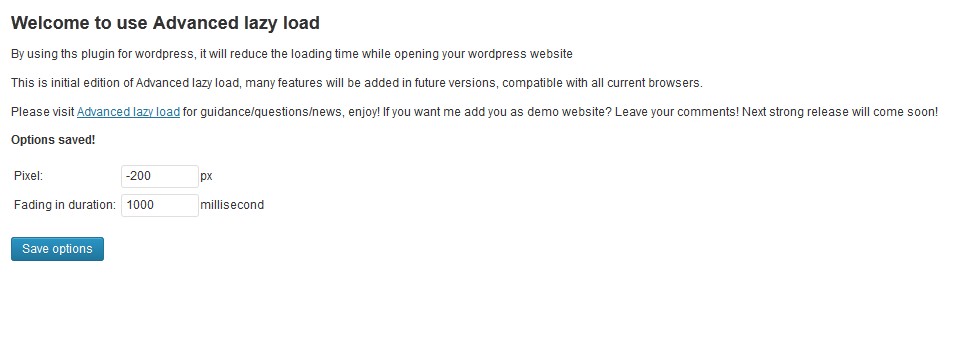 Welcome to use Advanced lazy load
By using ths plugin for wordpress, it will reduce the loading time while opening your wordpress website
This is initial edition of Advanced lazy load, many features will be added in future versions, compatible with all current browsers.
Please visit Advanced lazy load for guidance/questions/news, enjoy! If you want me add you as demo website? Leave your comments! Next strong release will come soon!
Options saved!
Pixel: -200 px
Fading in duration: 1000 millisecond
Save options